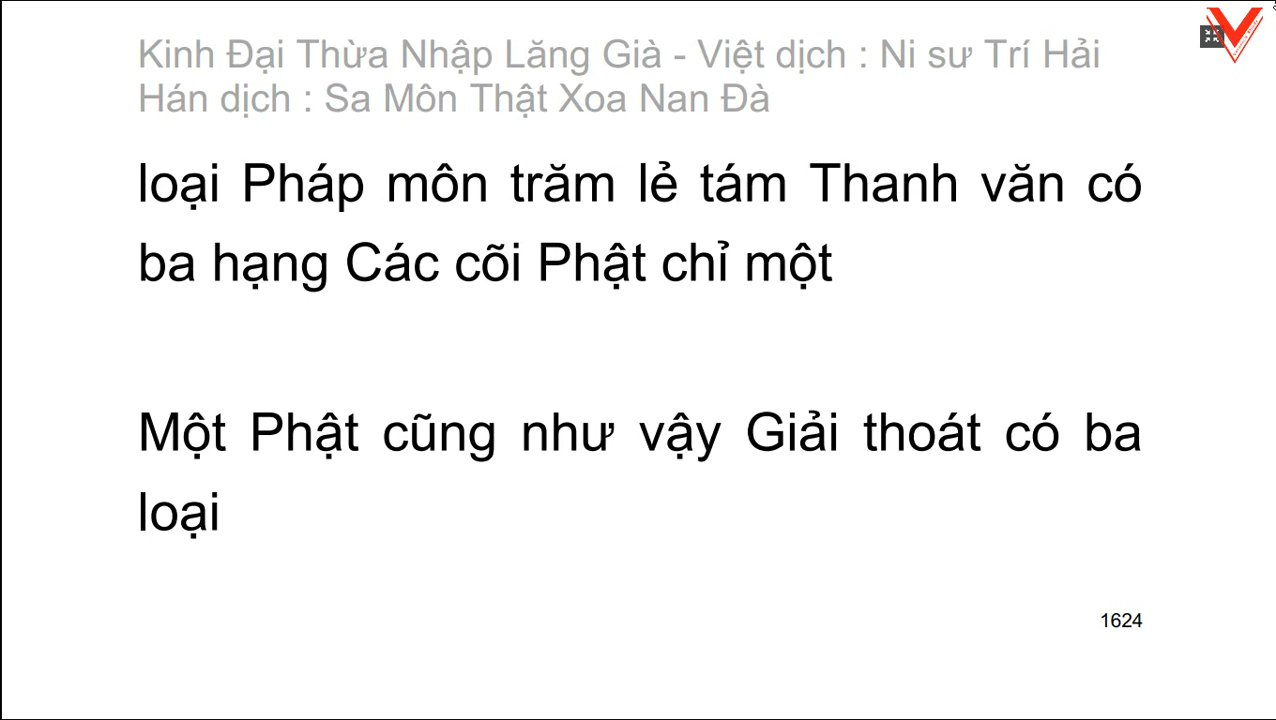 Kinh Đại Thừa Nhập Lăng Già - Việt dịch : Ni sư Trí Hải
Hán dịch : Sa Môn Thật Xoa Nan Đà
loại Pháp môn trăm lẻ tám Thanh văn có
ba hạng Các cõi Phật chỉ một
Một Phật cũng như vậy Giải thoát có ba
loại
1624